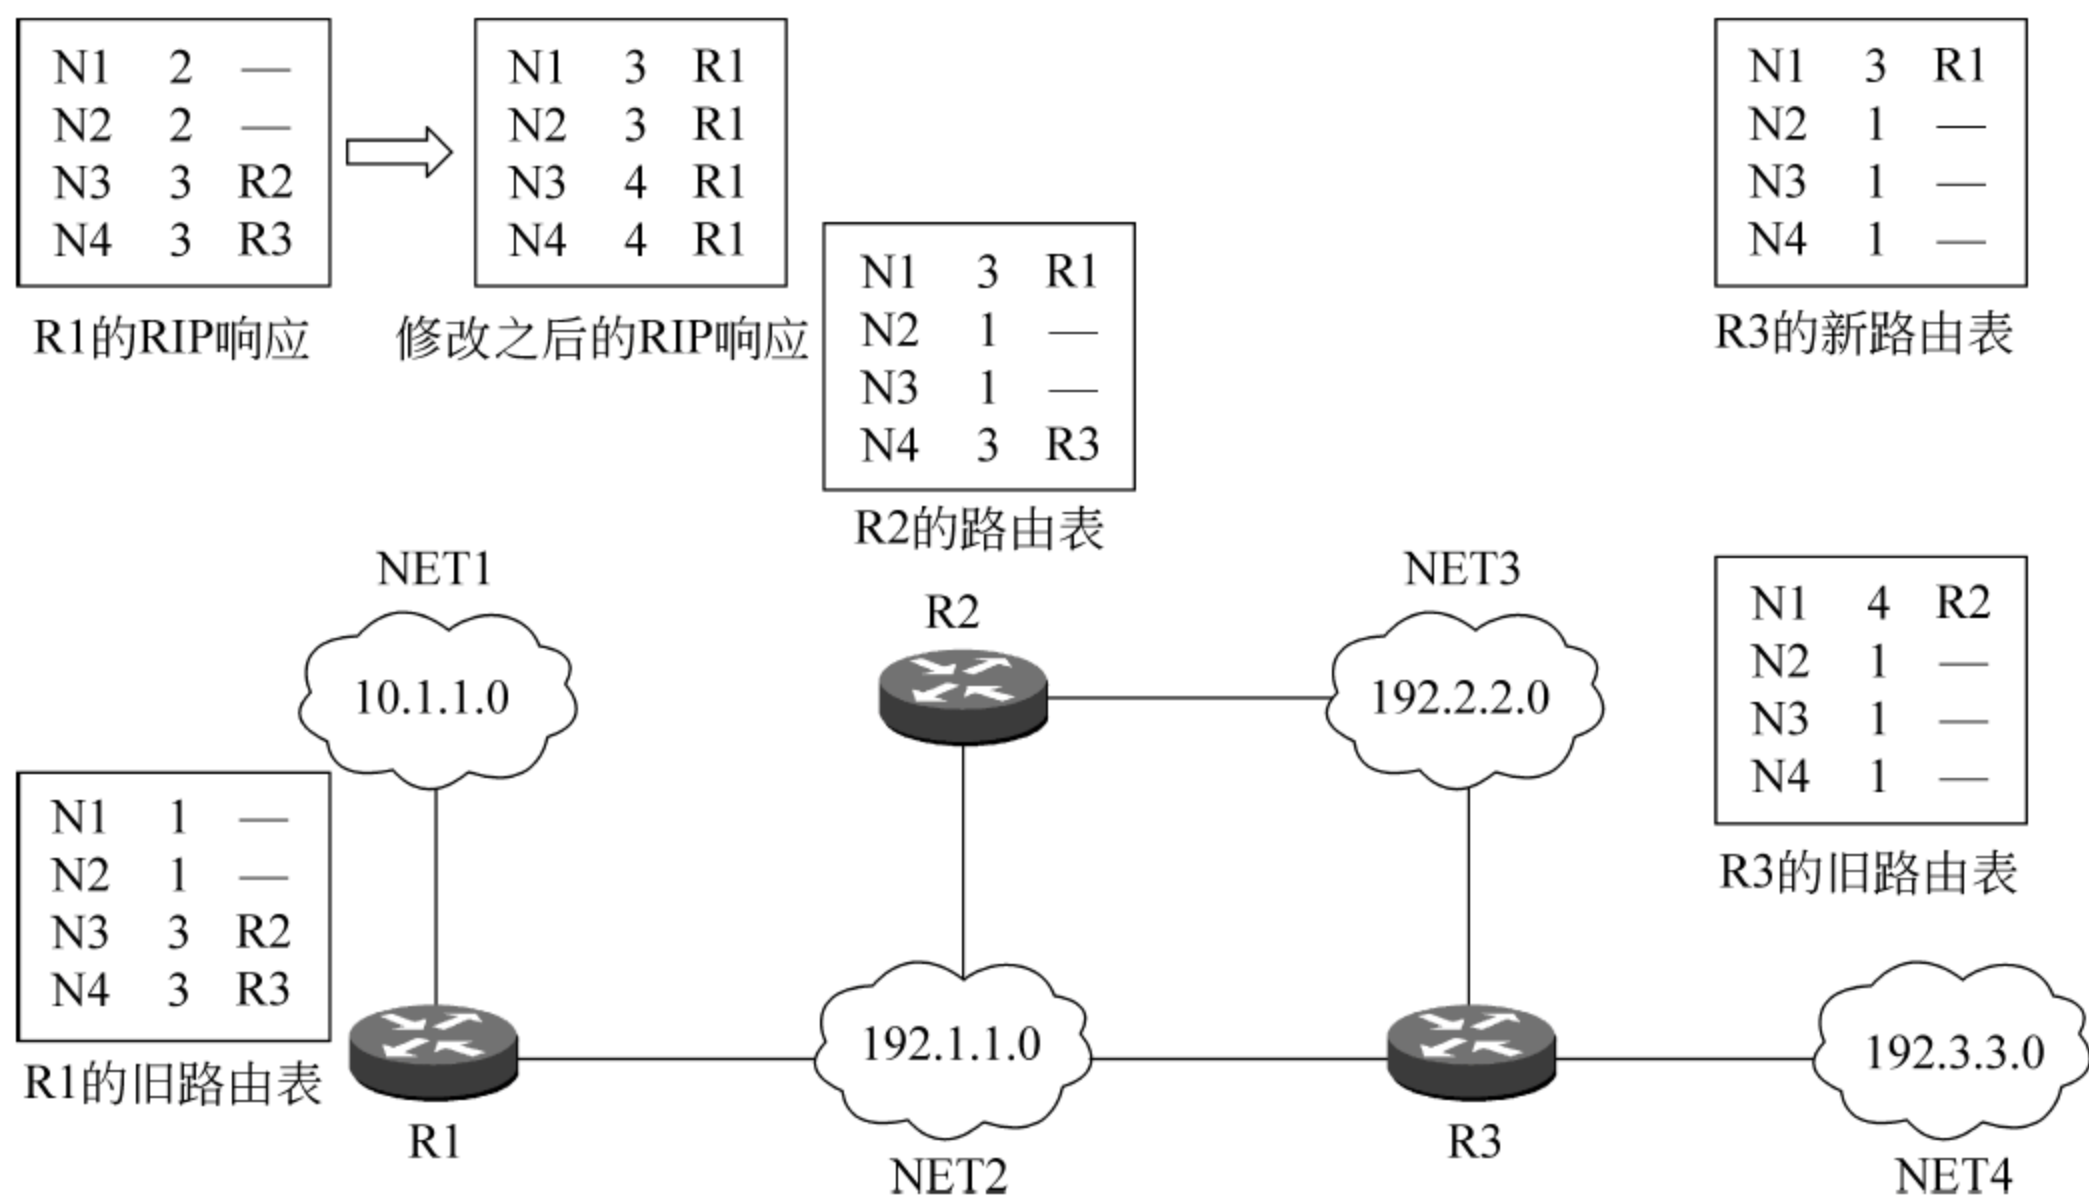 N1 2 —
N2 2 —
N3 3 R2
N4 3 R3
R1的RIP响应
N1 3 R1
N2 3 R1
N3 4 R1
N4 4 R1
修改之后的RIP响应
N1 3 R1
N2 1 —
N3 1 —
N4 3 R3
R2的路由表
N1 3 R1
N2 1 —
N3 1 —
N4 1 —
R3的新路由表
NET1
10.1.1.0
R2
NET3
192.2.2.0
N1 4 R2
N2 1 —
N3 1 —
N4 1 —
R3的旧路由表
N1 1 —
N2 1 —
N3 3 R2
N4 3 R3
R1的旧路由表
R1
192.1.1.0
NET2
R3
192.3.3.0
NET4